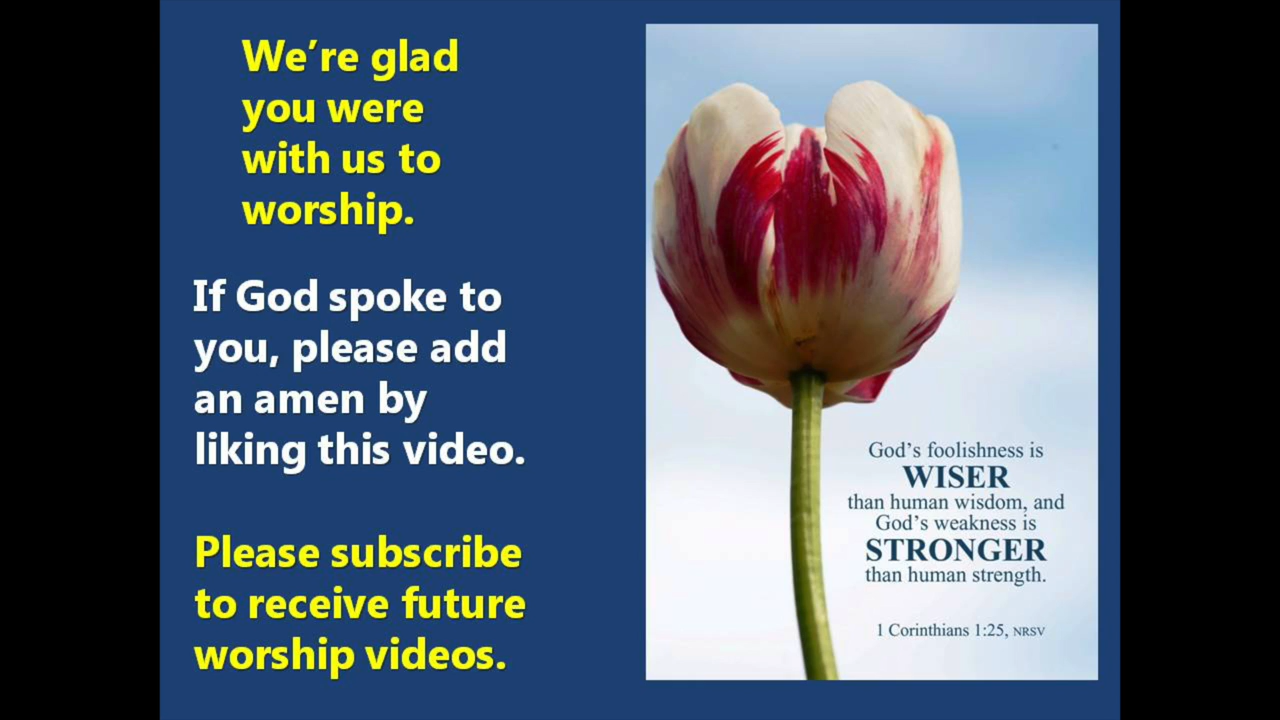 We’re glad
you were
with us to
worship.
If God spoke to
you, please add
an amen by
liking this video.
Please subscribe
to receive future
worship videos.
God’s foolishness is
WISER
than human wisdom, and
God’s weakness is
STRONGER
than human strength.
1 Corinthians 1:25, NRSV